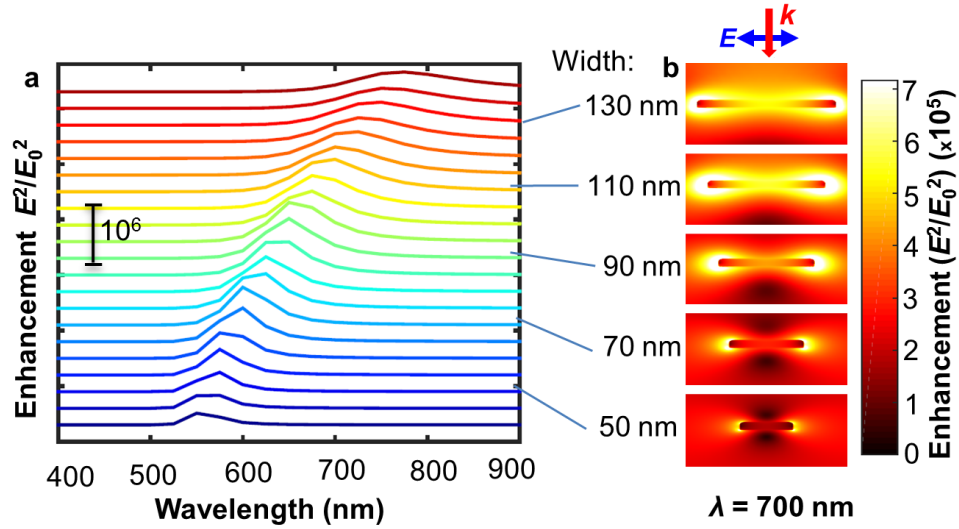 a
Enhancement E²/E₀²
10⁶
400 500 600 700 800 900
Wavelength (nm)
Width:
130 nm
110 nm
90 nm
70 nm
50 nm
b
E
k
7
6
5
4
3
2
1
0
Enhancement (E²/E₀²) (x10⁵)
λ = 700 nm